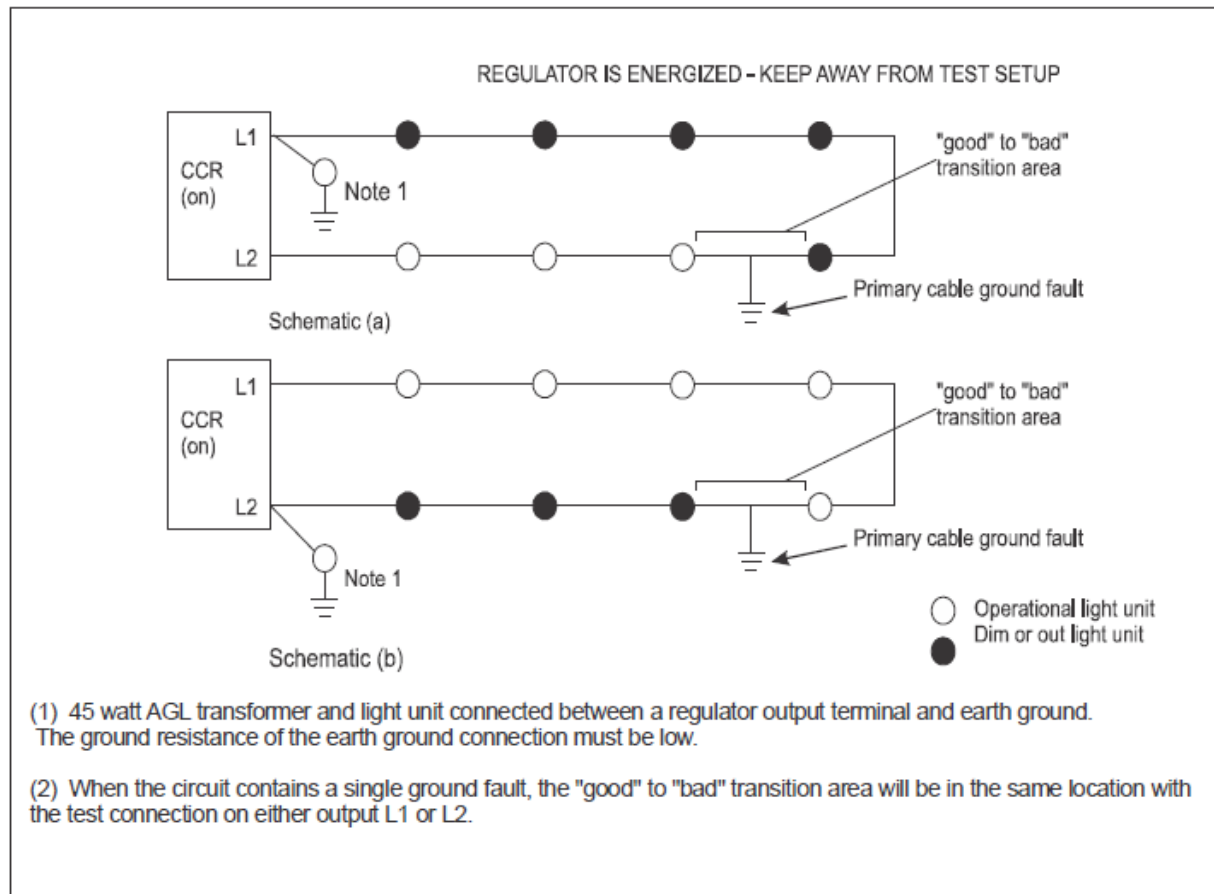 REGULATOR IS ENERGIZED – KEEP AWAY FROM TEST SETUP
L1
CCR
(on)
L2
Note 1
"good" to "bad"
transition area
Primary cable ground fault
Schematic (a)
L1
CCR
(on)
L2
Note 1
"good" to "bad"
transition area
Primary cable ground fault
Operational light unit
Dim or out light unit
Schematic (b)
(1) 45 watt AGL transformer and light unit connected between a regulator output terminal and earth ground.
The ground resistance of the earth ground connection must be low.
(2) When the circuit contains a single ground fault, the "good" to "bad" transition area will be in the same location with
the test connection on either output L1 or L2.